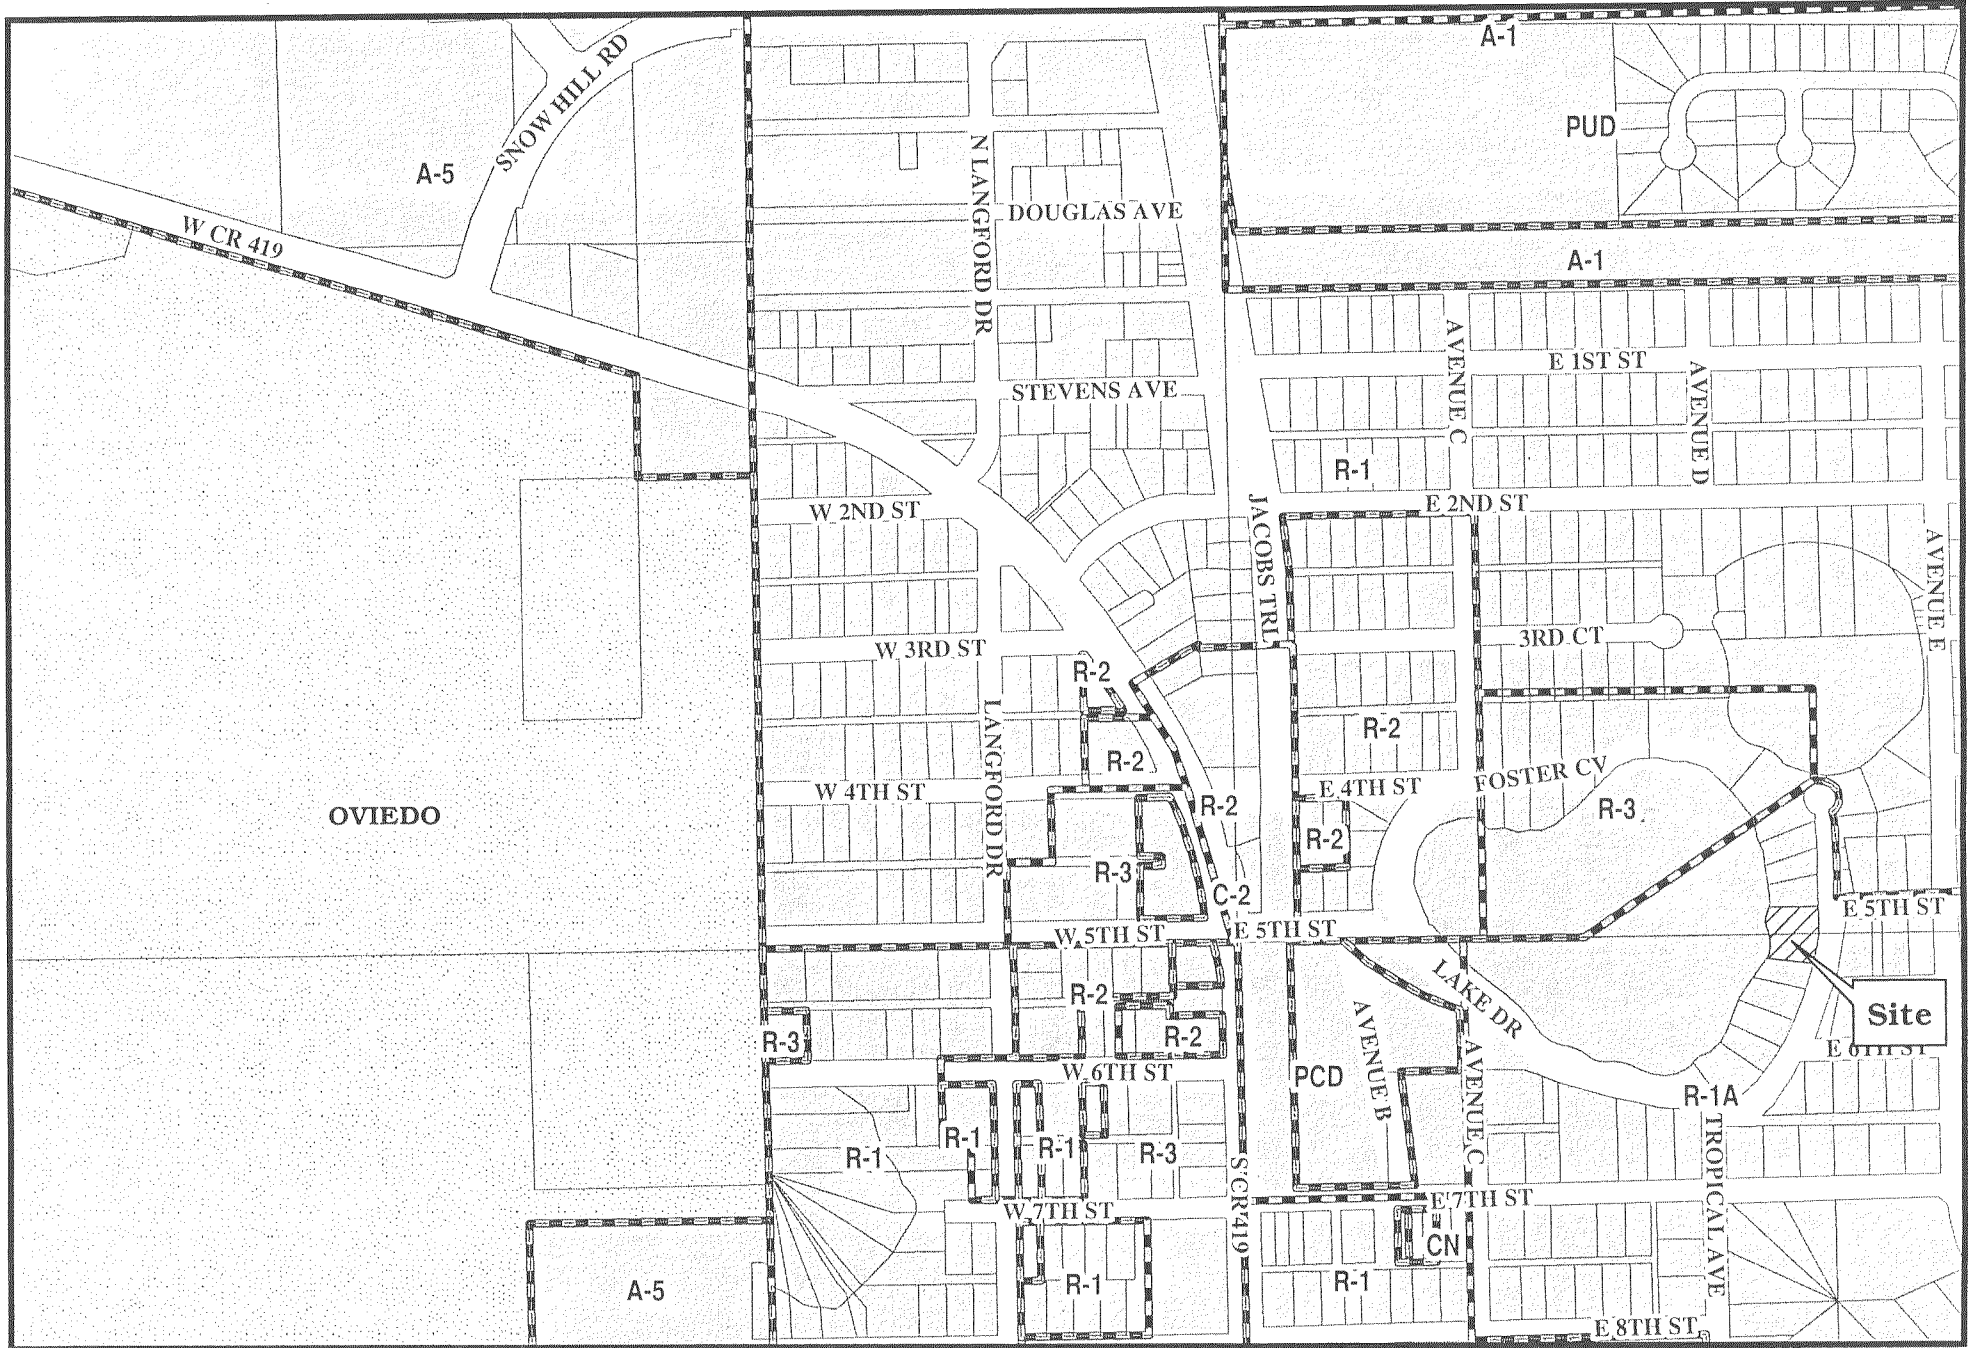 A-1
SNOW HILL RD
PUD
A-5
N LANGFORD DR
DOUGLAS AVE
W CR 419
A-1
AVENUE C
E 1ST ST
AVENUE D
STEVENS AVE
R-1
W 2ND ST
E 2ND ST
JACOBS TRL
AVENUE E
W 3RD ST
3RD CT
R-2
LANGFORD DR
R-2
R-2
FOSTER CV
W 4TH ST
E 4TH ST
R-2
R-3
OVIEDO
R-2
R-3
C-2
E 5TH ST
W 5TH ST
E 5TH ST
LAKE DR
R-2
Site
AVENUE B
R-3
R-2
E 6TH ST
W 6TH ST
PCD
AVENUE C
R-1A
R-1
R-1
R-1
R-3
TROPICAL AVE
S CR 419
W 7TH ST
E 7TH ST
CN
A-5
R-1
R-1
E 8TH ST